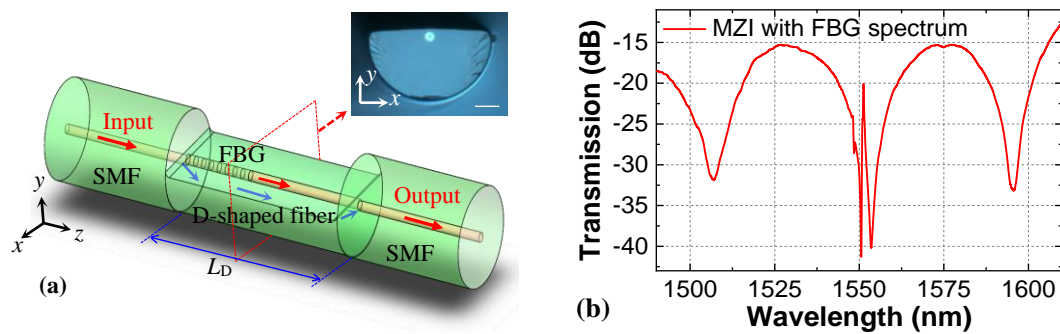 y
x
Input
FBG
SMF
Output
D-shaped fiber
y
x
z
SMF
L_D
(a)
MZI with FBG spectrum
Transmission (dB)
-15
-20
-25
-30
-35
-40
1500
1525
1550
1575
1600
Wavelength (nm)
(b)